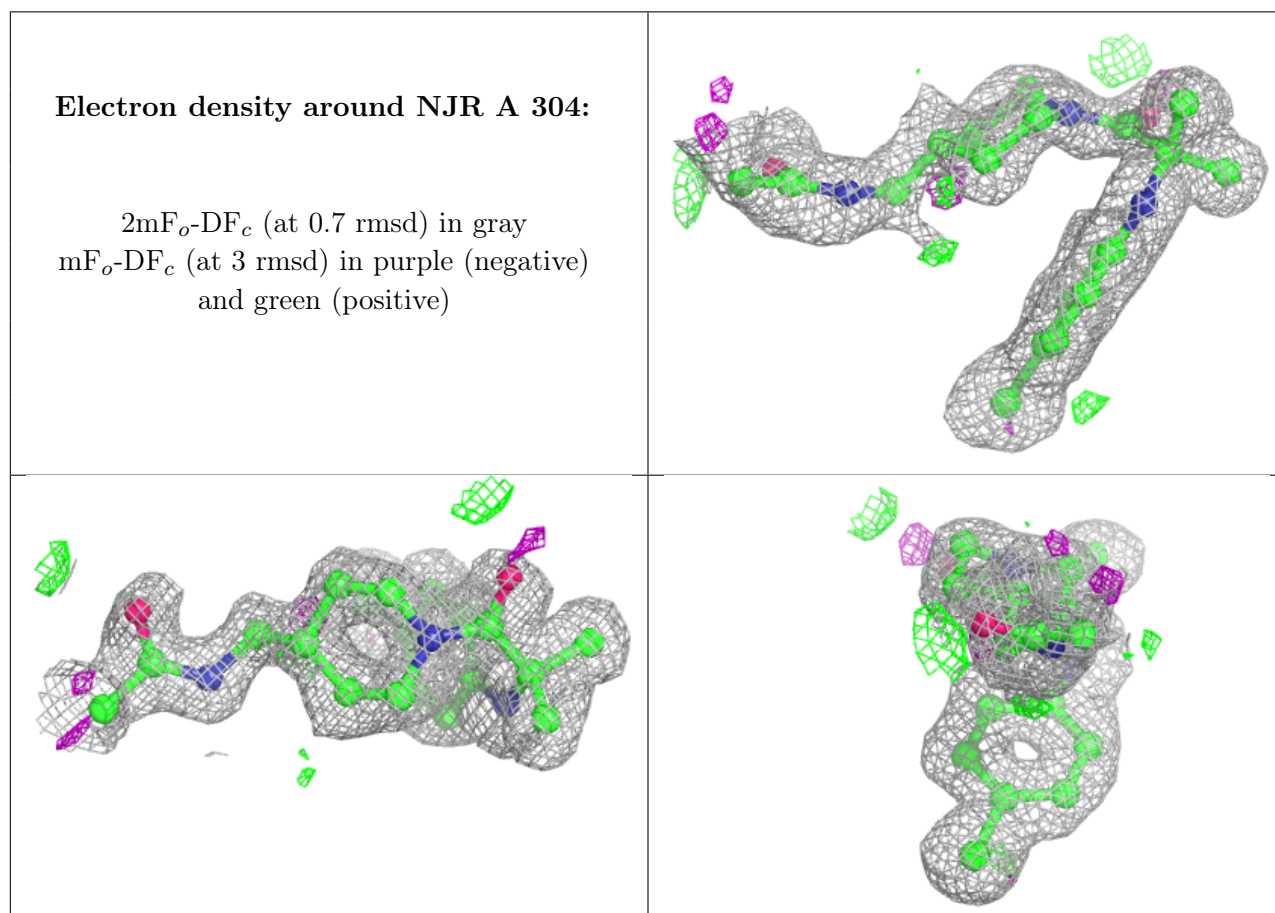 Electron density around NJR A 304:
2mFo-DFc (at 0.7 rmsd) in gray
mFo-DFc (at 3 rmsd) in purple (negative)
and green (positive)